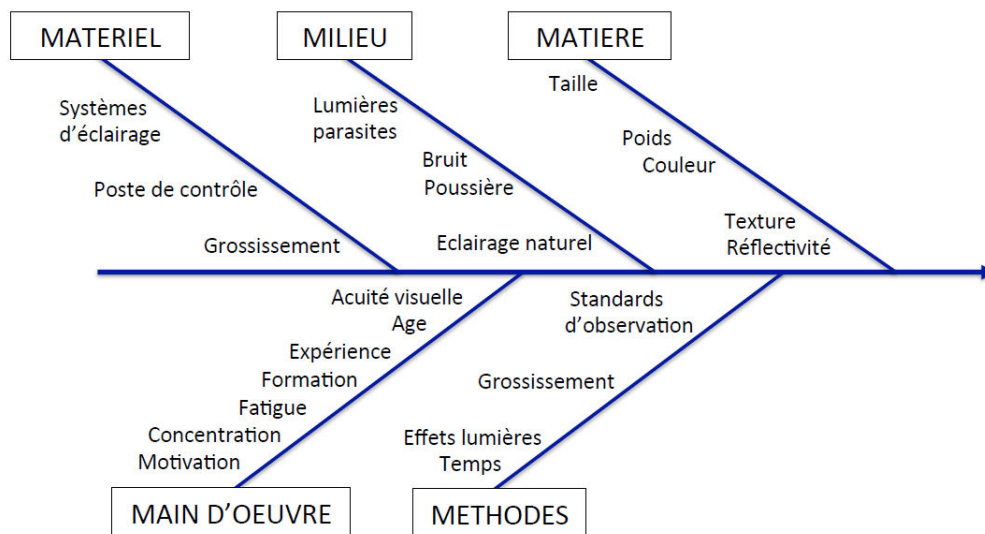 MATERIEL
MILIEU
MATIERE
Systèmes
d’éclairage
Poste de contrôle
Grossissement
Lumières
parasites
Bruit
Poussière
Eclairage naturel
Taille
Poids
Couleur
Texture
Réflectivité
Acuité visuelle
Age
Expérience
Formation
Fatigue
Concentration
Motivation
Standards
d’observation
Grossissement
Effets lumières
Temps
MAIN D’OEUVRE
METHODES